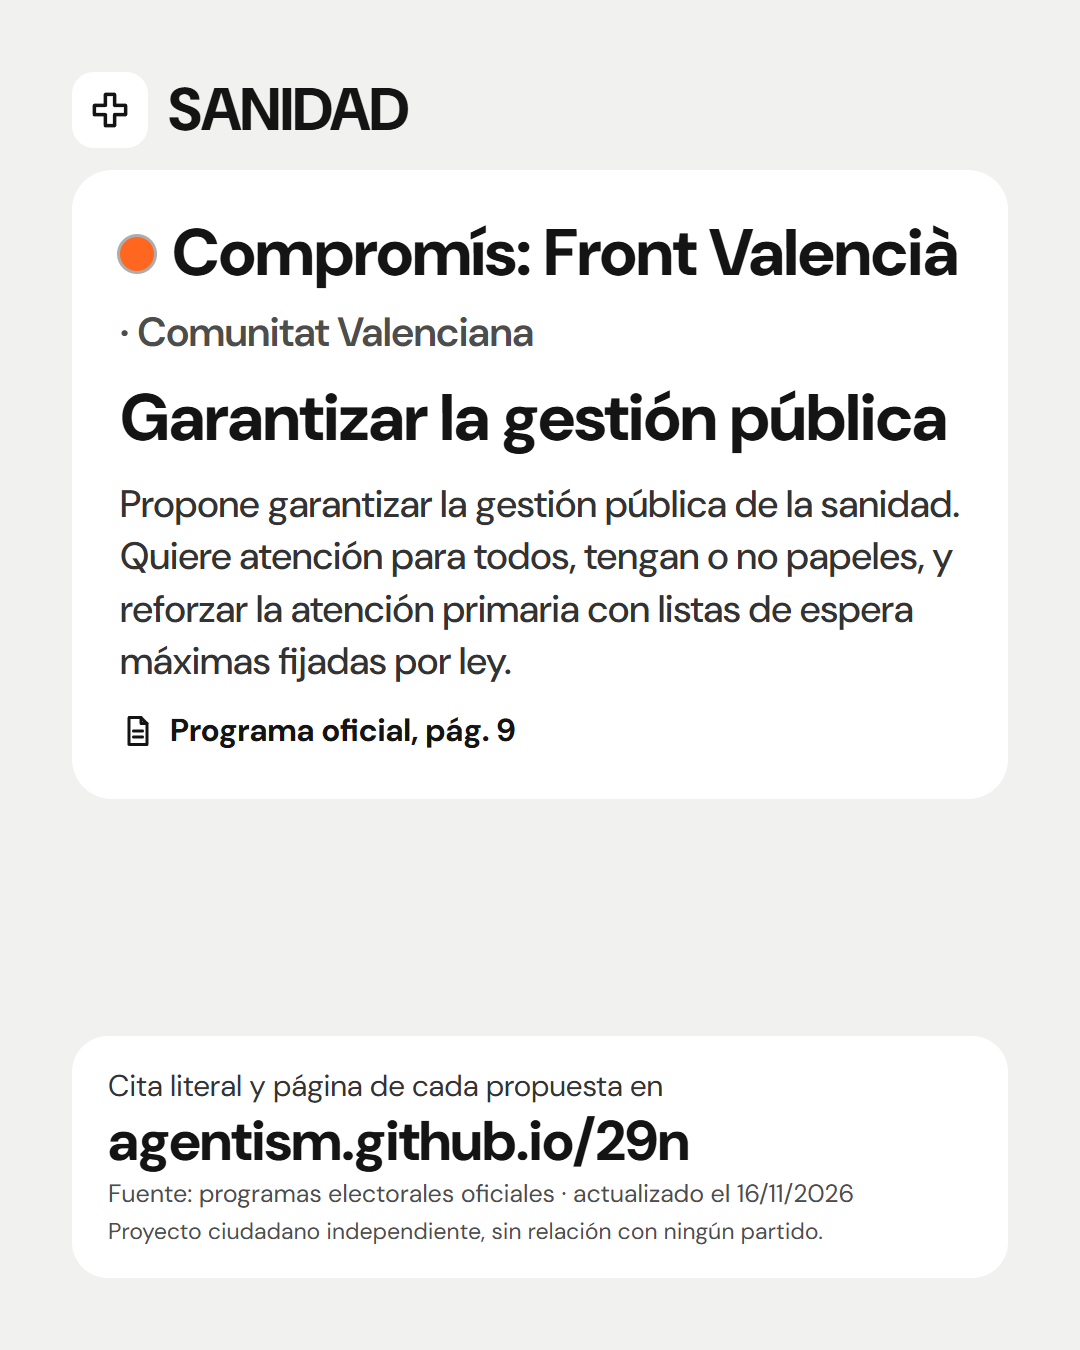 SANIDAD
Compromís: Front Valencià
· Comunitat Valenciana
Garantizar la gestión pública
Propone garantizar la gestión pública de la sanidad.
Quiere atención para todos, tengan o no papeles, y
reforzar la atención primaria con listas de espera
máximas fijadas por ley.
Programa oficial, pág. 9
Cita literal y página de cada propuesta en
agentism.github.io/29n
Fuente: programas electorales oficiales · actualizado el 16/11/2026
Proyecto ciudadano independiente, sin relación con ningún partido.